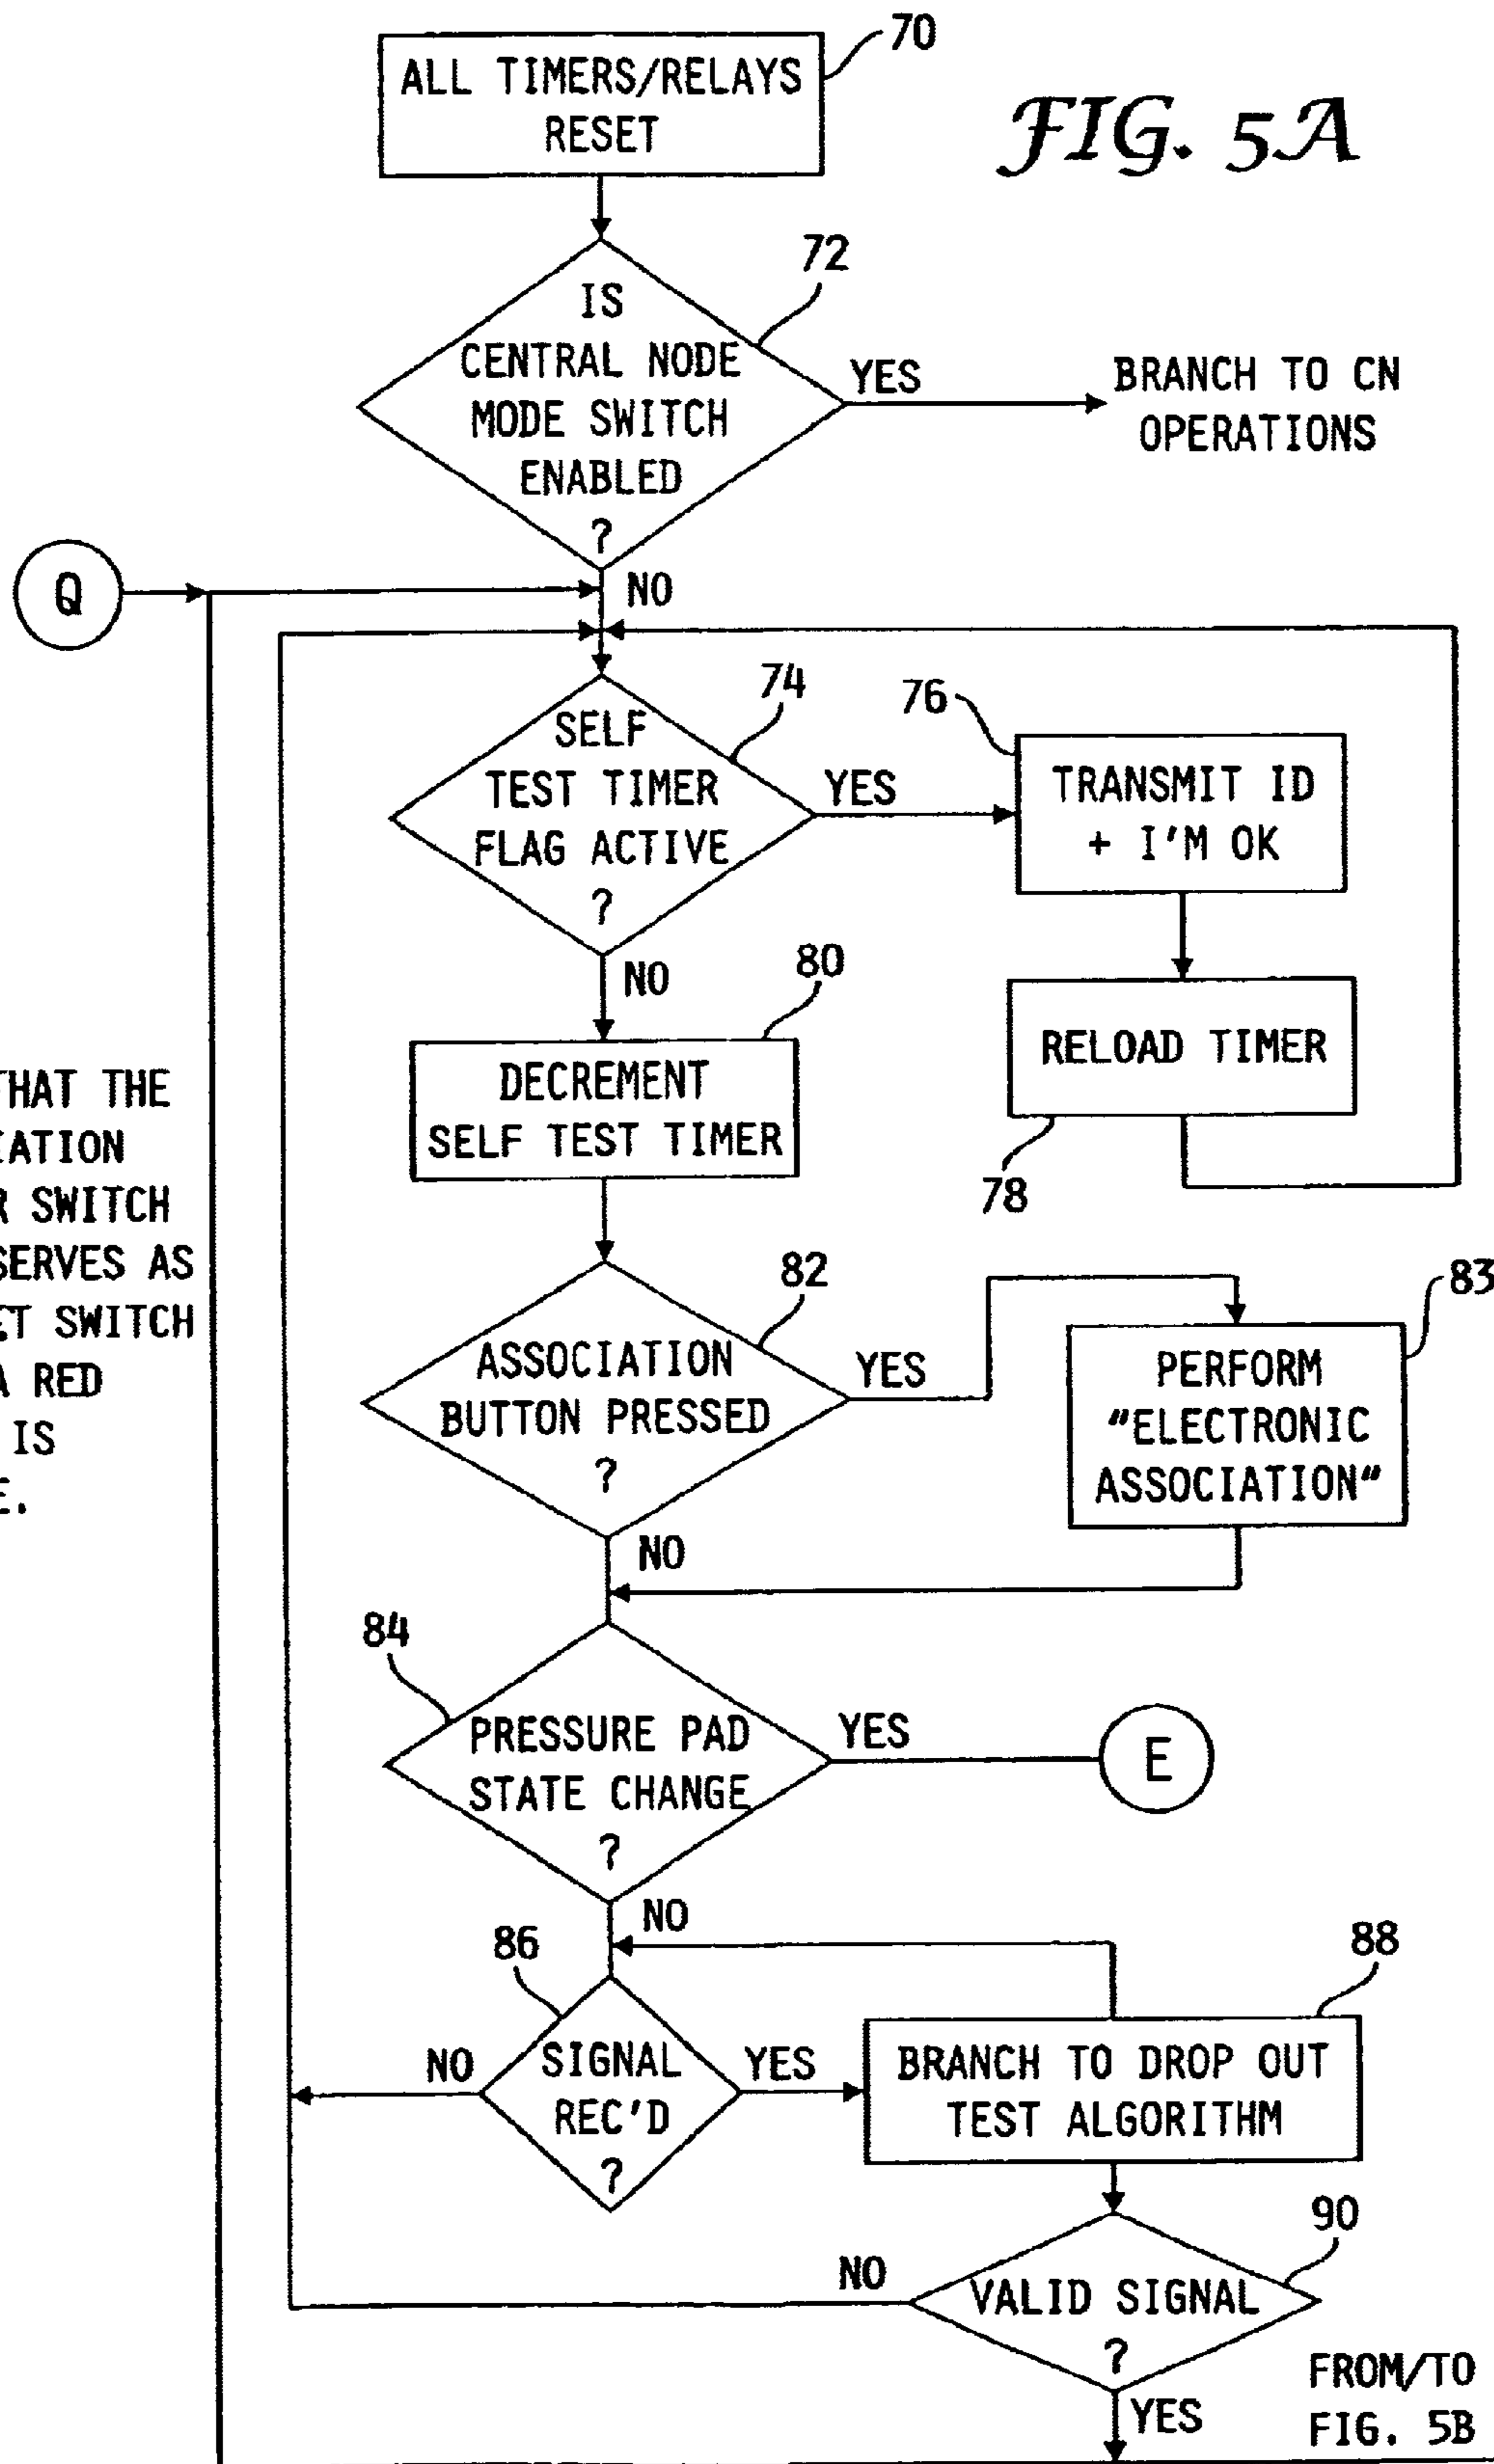 70
ALL TIMERS/RELAYS
RESET
FIG. 5A
72
IS
CENTRAL NODE
MODE SWITCH
ENABLED
?
YES
BRANCH TO CN
OPERATIONS
Q
NO
74
SELF
TEST TIMER
FLAG ACTIVE
?
YES
76
TRANSMIT ID
+ I'M OK
NO
80
DECREMENT
SELF TEST TIMER
RELOAD TIMER
78
THAT THE
SWITCH
SERVES AS
SWITCH
A RED
IS
82
ASSOCIATION
BUTTON PRESSED
?
YES
83
PERFORM
"ELECTRONIC
ASSOCIATION"
NO
84
PRESSURE PAD
STATE CHANGE
?
YES
E
NO
86
SIGNAL
REC'D
?
NO
YES
88
BRANCH TO DROP OUT
TEST ALGORITHM
90
NO
VALID SIGNAL
?
YES
FROM/TO
FIG. 5B